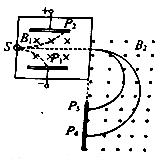 +
P₂
B₁
S
P₁
-
B₂
P₃
P₄